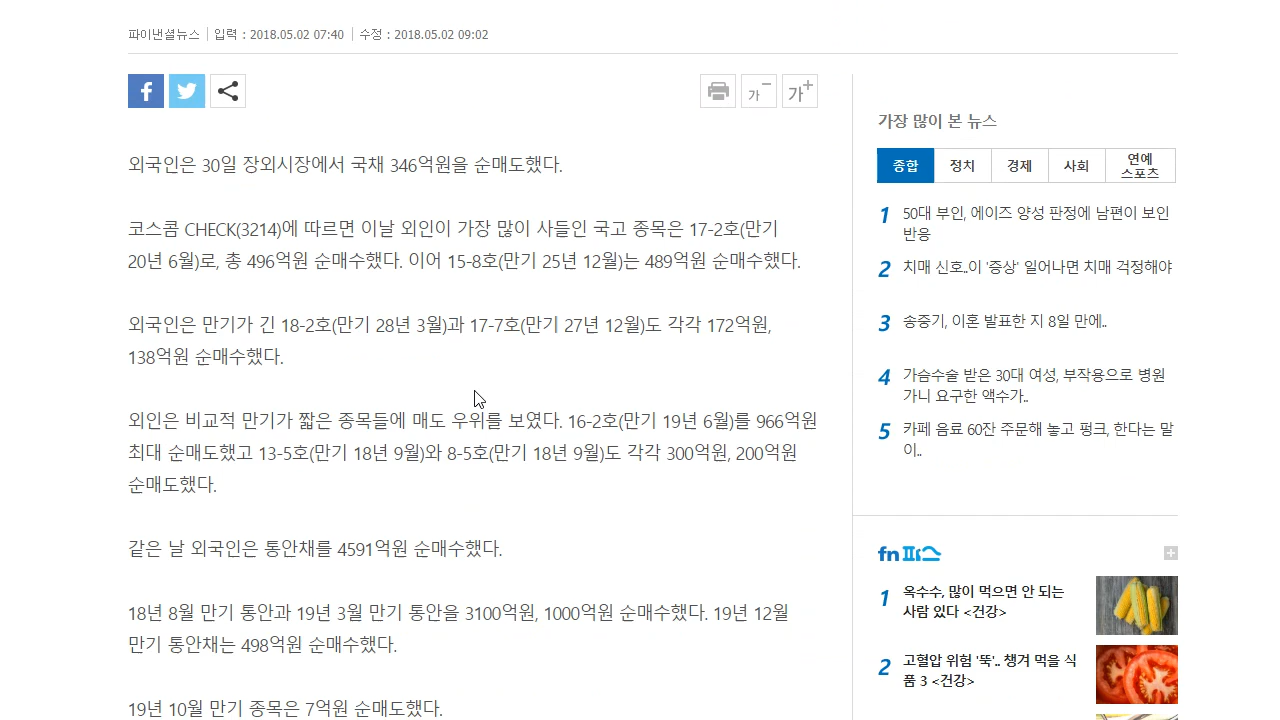 파이낸셜뉴스 입력 : 2018.05.02 07:40 수정 : 2018.05.02 09:02
가- 가+
외국인은 30일 장외시장에서 국채 346억원을 순매도했다.
코스콤 CHECK(3214)에 따르면 이날 외인이 가장 많이 사들인 국고 종목은 17-2호(만기
20년 6월)로, 총 496억원 순매수했다. 이어 15-8호(만기 25년 12월)는 489억원 순매수했다.
외국인은 만기가 긴 18-2호(만기 28년 3월)과 17-7호(만기 27년 12월)도 각각 172억원,
138억원 순매수했다.
외인은 비교적 만기가 짧은 종목들에 매도 우위를 보였다. 16-2호(만기 19년 6월)를 966억원
최대 순매도했고 13-5호(만기 18년 9월)와 8-5호(만기 18년 9월)도 각각 300억원, 200억원
순매도했다.
같은 날 외국인은 통안채를 4591억원 순매수했다.
18년 8월 만기 통안과 19년 3월 만기 통안을 3100억원, 1000억원 순매수했다. 19년 12월
만기 통안채는 498억원 순매수했다.
19년 10월 만기 종목은 7억원 순매도했다.
가장 많이 본 뉴스
종합 정치 경제 사회 연예
스포츠
1 50대 부인, 에이즈 양성 판정에 남편이 보인
반응
2 치매 신호..이 '증상' 일어나면 치매 걱정해야
3 송중기, 이혼 발표한 지 8일 만에..
4 가슴수술 받은 30대 여성, 부작용으로 병원
가니 요구한 액수가..
5 카페 음료 60잔 주문해 놓고 펑크, 한다는 말
이..
fn파스
1 옥수수, 많이 먹으면 안 되는
사람 있다 <건강>
2 고혈압 위험 '뚝'.. 챙겨 먹을 식
품 3 <건강>